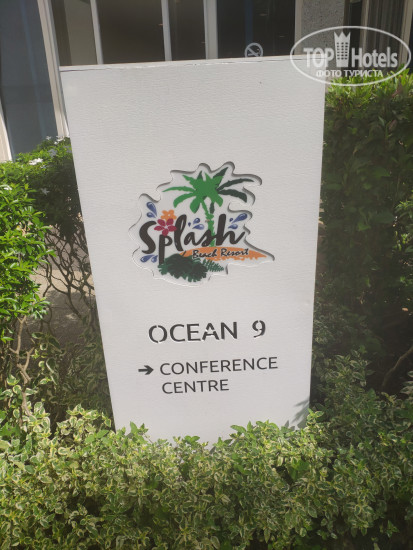 TOP Hotels
ФОТО ТУРИСТА
Splash
Beach Resort
OCEAN 9
→ CONFERENCE
CENTRE